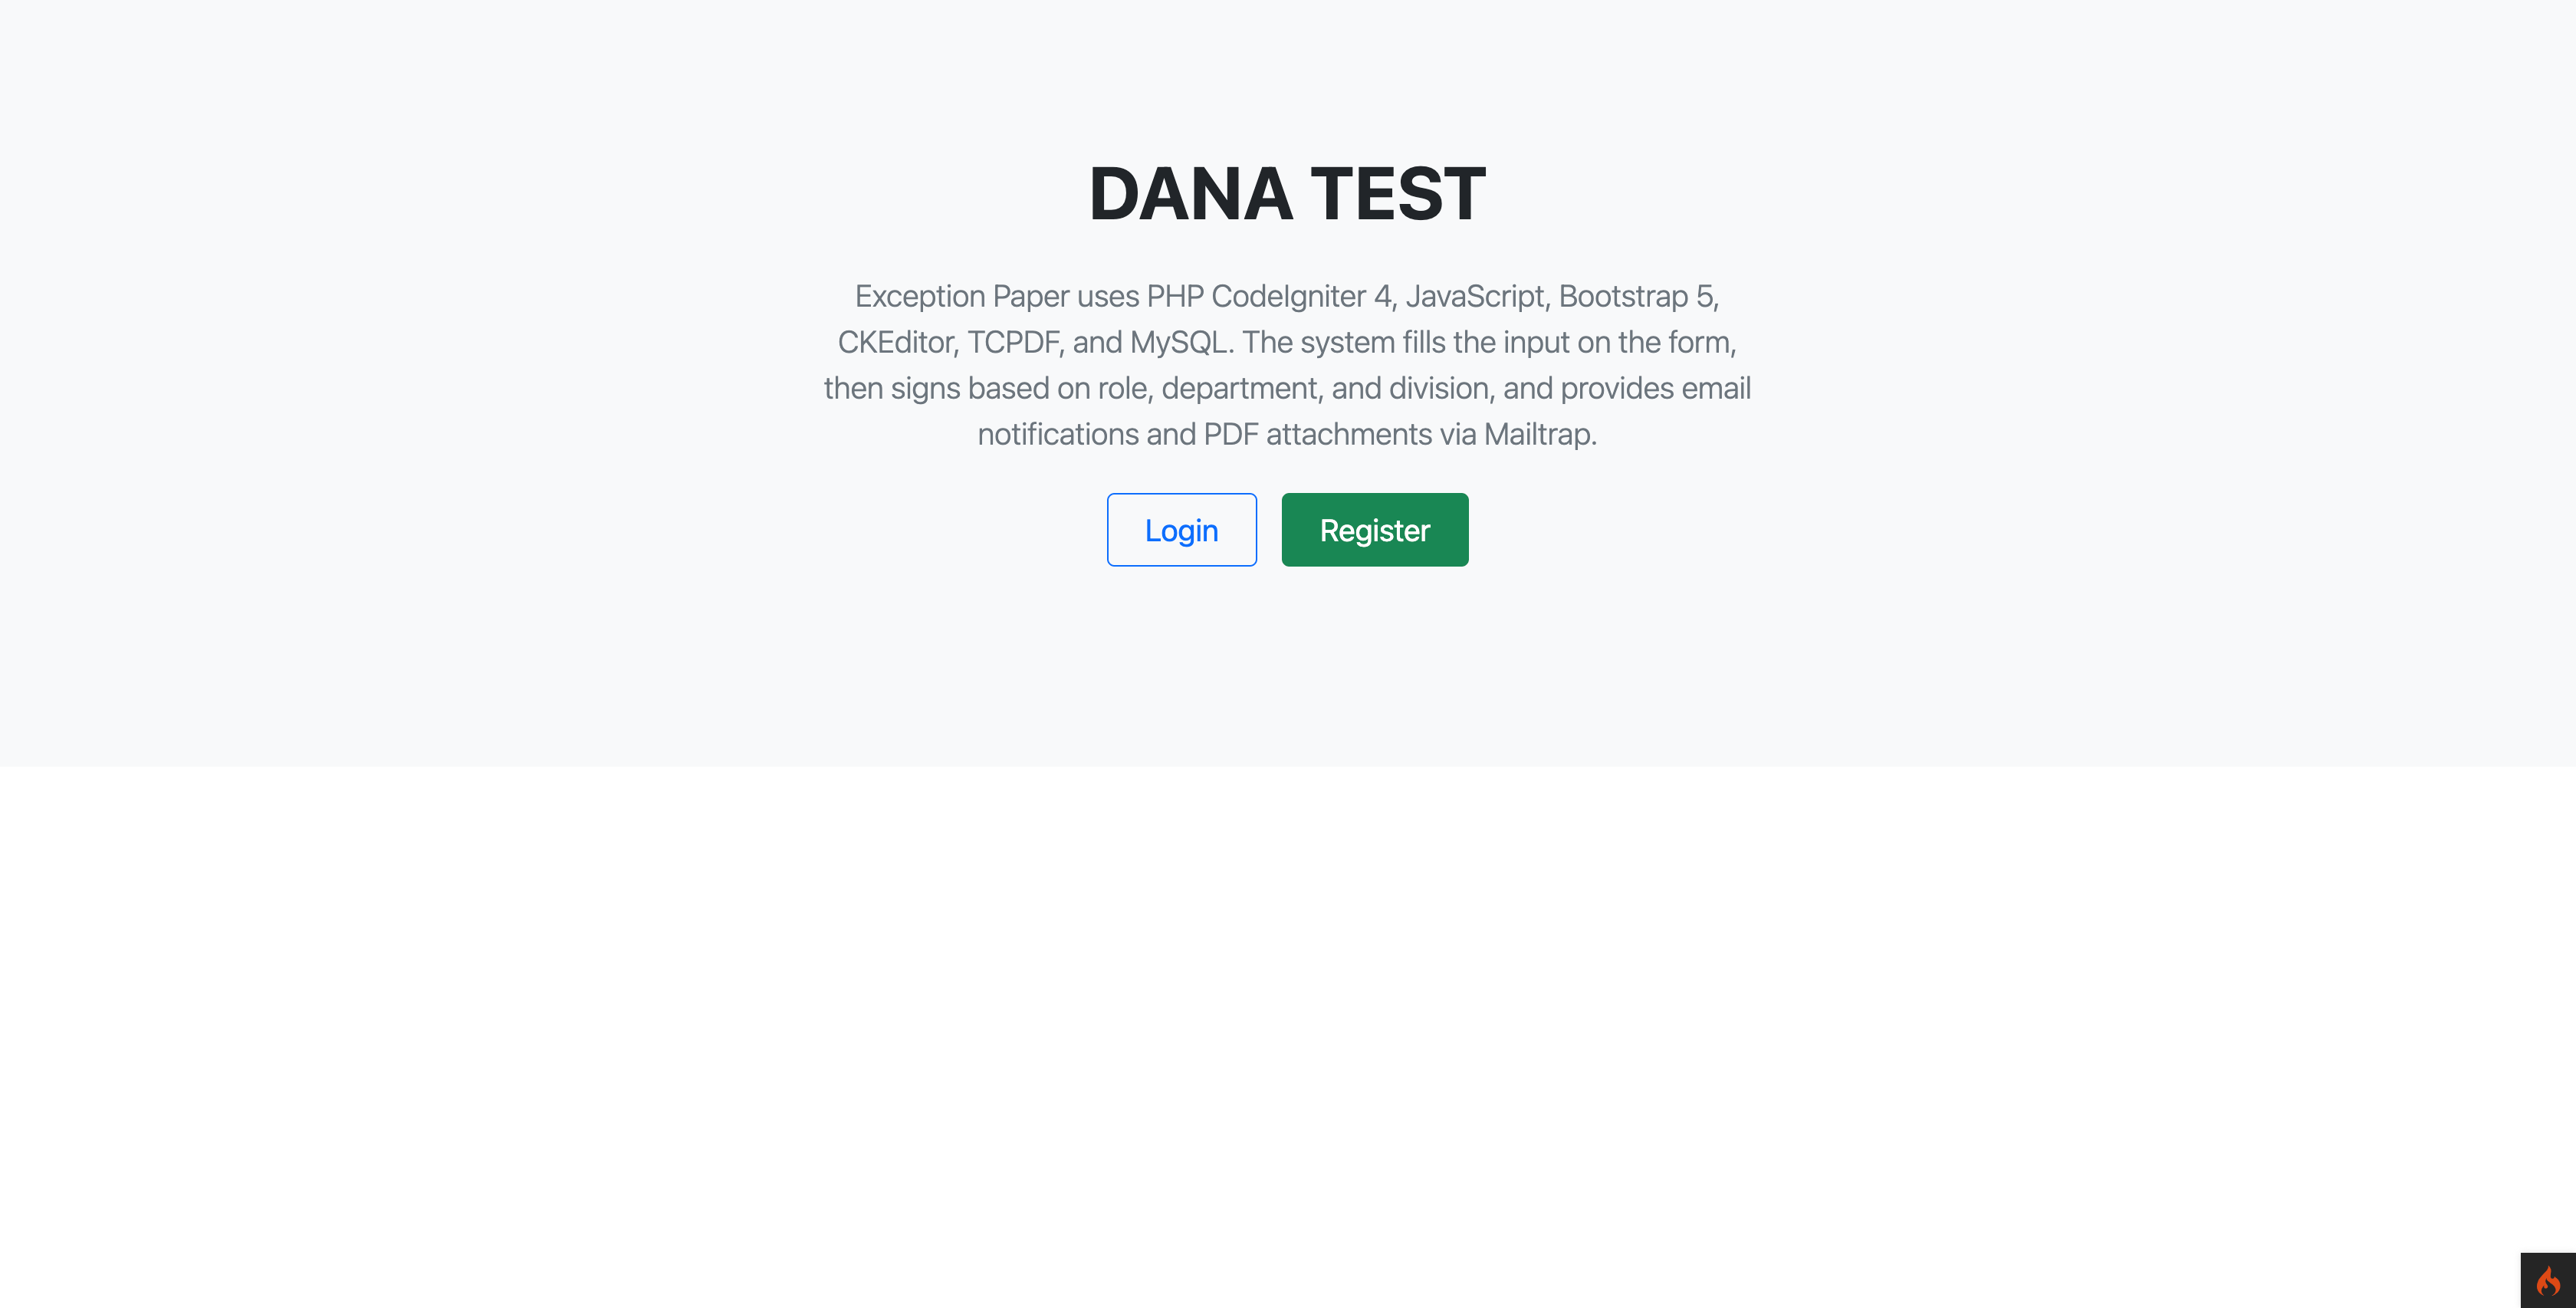 DANA TEST
Exception Paper uses PHP CodeIgniter 4, JavaScript, Bootstrap 5,
CKEditor, TCPDF, and MySQL. The system fills the input on the form,
then signs based on role, department, and division, and provides email
notifications and PDF attachments via Mailtrap.
Login
Register